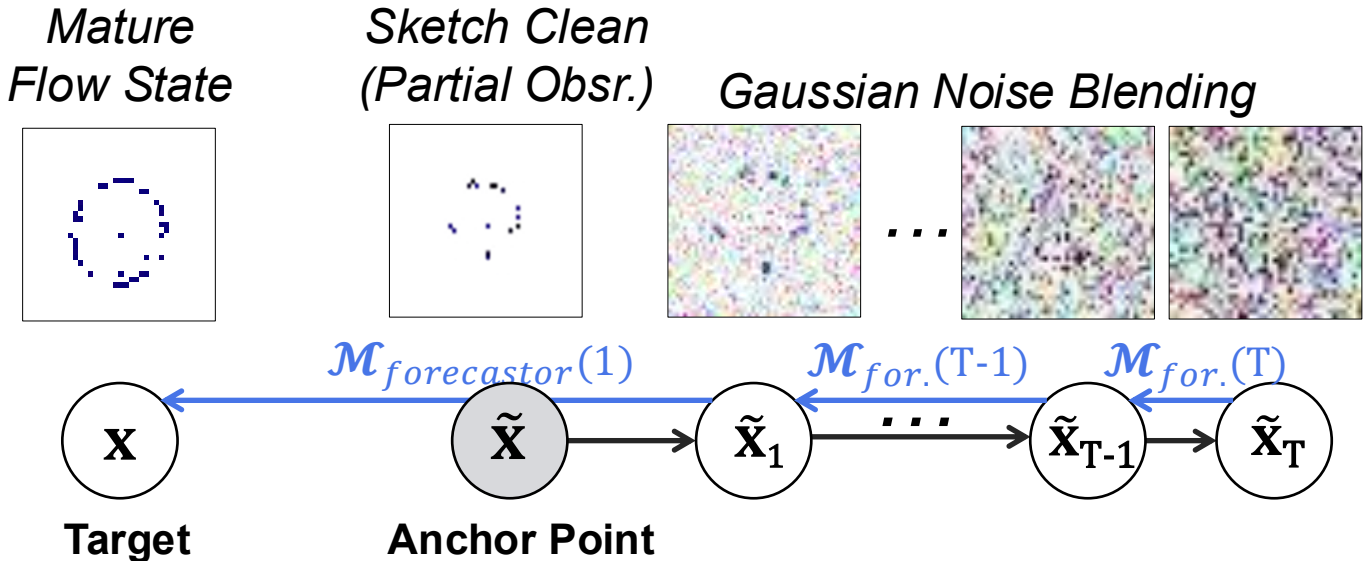 Mature
Flow State
Sketch Clean
(Partial Obsr.)
Gaussian Noise Blending
...
𝓜forecastor(1)
𝓜for.(T-1)
𝓜for.(T)
x
x̃
x̃1
...
x̃T-1
x̃T
Target
Anchor Point